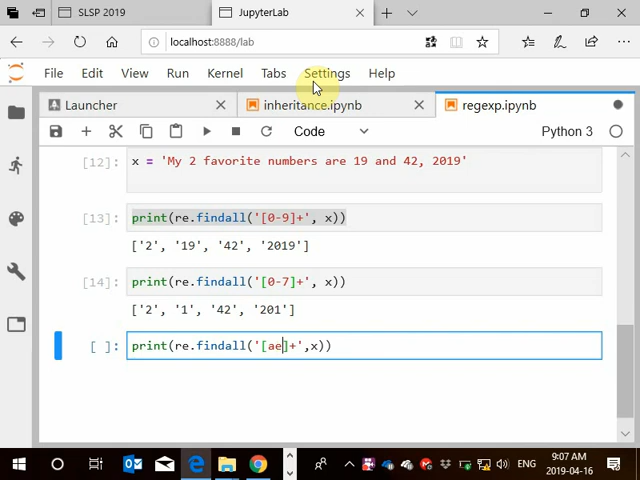 SLSP 2019
JupyterLab
localhost:8888/lab
File Edit View Run Kernel Tabs Settings Help
Launcher
inheritance.ipynb
regexp.ipynb
Code
Python 3
[12]: x = 'My 2 favorite numbers are 19 and 42, 2019'
[13]: print(re.findall('[0-9]+', x))
['2', '19', '42', '2019']
[14]: print(re.findall('[0-7]+', x))
['2', '1', '42', '201']
[ ]: print(re.findall('[ae]+',x))
ENG
9:07 AM
2019-04-16